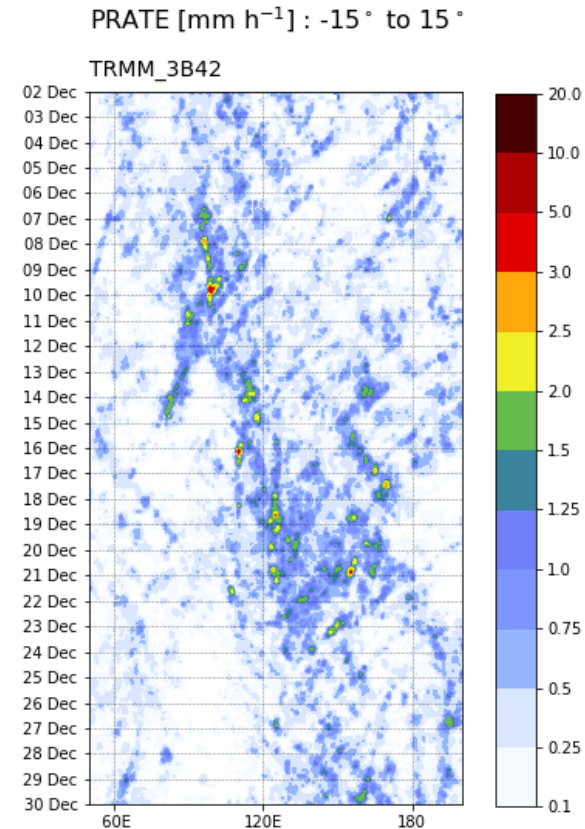 PRATE [mm h⁻¹] : -15° to 15°
TRMM_3B42
02 Dec
03 Dec
04 Dec
05 Dec
06 Dec
07 Dec
08 Dec
09 Dec
10 Dec
11 Dec
12 Dec
13 Dec
14 Dec
15 Dec
16 Dec
17 Dec
18 Dec
19 Dec
20 Dec
21 Dec
22 Dec
23 Dec
24 Dec
25 Dec
26 Dec
27 Dec
28 Dec
29 Dec
30 Dec
60E 120E 180
20.0
10.0
5.0
3.0
2.5
2.0
1.5
1.25
1.0
0.75
0.5
0.25
0.1